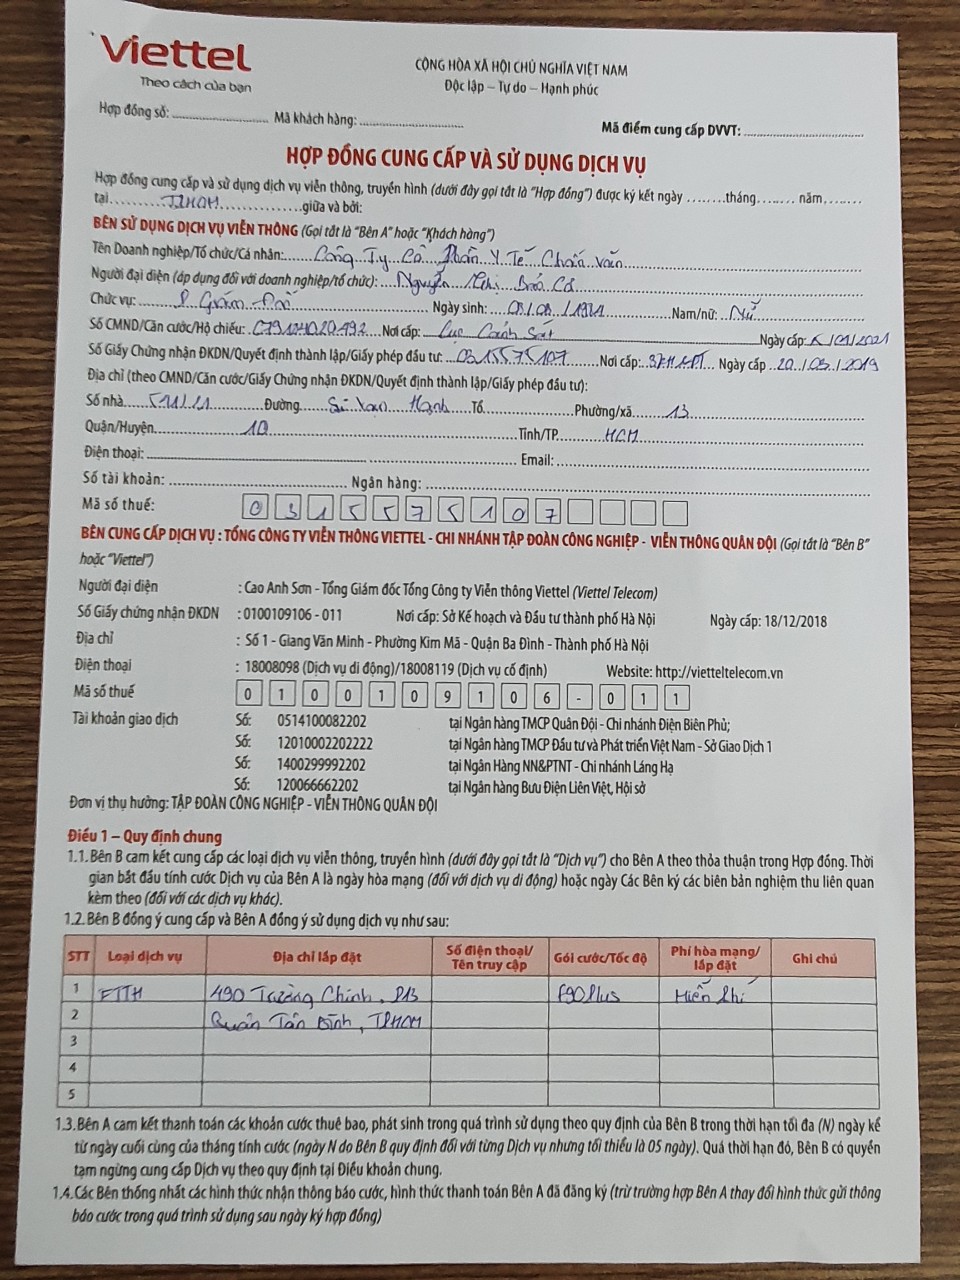 Viettel
Theo cách của bạn
CỘNG HÒA XÃ HỘI CHỦ NGHĨA VIỆT NAM
Độc lập – Tự do – Hạnh phúc
Hợp đồng số: Mã khách hàng:
Mã điểm cung cấp DVVT:
HỢP ĐỒNG CUNG CẤP VÀ SỬ DỤNG DỊCH VỤ
Hợp đồng cung cấp và sử dụng dịch vụ viễn thông, truyền hình (dưới đây gọi tắt là "Hợp đồng") được ký kết ngày ........tháng........ năm........
tại TPHCM giữa và bởi:
BÊN SỬ DỤNG DỊCH VỤ VIỄN THÔNG (Gọi tắt là "Bên A" hoặc "Khách hàng")
Tên Doanh nghiệp/Tổ chức/Cá nhân: Công Ty Cổ Phần Y Tế Chấn Văn
Người đại diện (áp dụng đối với doanh nghiệp/tổ chức): Nguyễn Thị
Chức vụ: P Giám Đốc Ngày sinh: Nam/nữ: Nữ
Số CMND/Căn cước/Hộ chiếu: Nơi cấp: Cục Cảnh Sát Ngày cấp: /01/2021
Số Giấy Chứng nhận ĐKDN/Quyết định thành lập/Giấy phép đầu tư: 0315575107 Nơi cấp: Ngày cấp 20/03/2019
Địa chỉ (theo CMND/Căn cước/Giấy Chứng nhận ĐKDN/Quyết định thành lập/Giấy phép đầu tư):
Số nhà Đường Sư Vạn Hạnh Tổ Phường/xã 13
Quận/Huyện 10 Tỉnh/TP HCM
Điện thoại: Email:
Số tài khoản: Ngân hàng:
Mã số thuế: 0 3 1 5 5 7 5 1 0 7
BÊN CUNG CẤP DỊCH VỤ : TỔNG CÔNG TY VIỄN THÔNG VIETTEL - CHI NHÁNH TẬP ĐOÀN CÔNG NGHIỆP - VIỄN THÔNG QUÂN ĐỘI (Gọi tắt là "Bên B"
hoặc "Viettel")
Người đại diện : Cao Anh Sơn - Tổng Giám đốc Tổng Công ty Viễn thông Viettel (Viettel Telecom)
Số Giấy chứng nhận ĐKDN : 0100109106 - 011 Nơi cấp: Sở Kế hoạch và Đầu tư thành phố Hà Nội Ngày cấp: 18/12/2018
Địa chỉ : Số 1 - Giang Văn Minh - Phường Kim Mã - Quận Ba Đình - Thành phố Hà Nội
Điện thoại : 18008098 (Dịch vụ di động)/18008119 (Dịch vụ cố định) Website: http://vietteltelecom.vn
Mã số thuế 0 1 0 0 1 0 9 1 0 6 - 0 1 1
Tài khoản giao dịch Số: 0514100082202 tại Ngân hàng TMCP Quân Đội - Chi nhánh Điện Biên Phủ;
Số: 12010002202222 tại Ngân hàng TMCP Đầu tư và Phát triển Việt Nam - Sở Giao Dịch 1
Số: 1400299992202 tại Ngân Hàng NN&PTNT - Chi nhánh Láng Hạ
Số: 120066662202 tại Ngân hàng Bưu Điện Liên Việt, Hội sở
Đơn vị thụ hưởng: TẬP ĐOÀN CÔNG NGHIỆP - VIỄN THÔNG QUÂN ĐỘI
Điều 1 – Quy định chung
1.1. Bên B cam kết cung cấp các loại dịch vụ viễn thông, truyền hình (dưới đây gọi tắt là "Dịch vụ") cho Bên A theo thỏa thuận trong Hợp đồng. Thời
gian bắt đầu tính cước Dịch vụ của Bên A là ngày hòa mạng (đối với dịch vụ di động) hoặc ngày Các Bên ký các biên bản nghiệm thu liên quan
kèm theo (đối với các dịch vụ khác).
1.2. Bên B đồng ý cung cấp và Bên A đồng ý sử dụng dịch vụ như sau:
STT Loại dịch vụ Địa chỉ lắp đặt Số điện thoại/ Tên truy cập Gói cước/Tốc độ Phí hòa mạng/ lắp đặt Ghi chú
1 FTTH 490 Trường Chinh, P13 F90Plus Miễn Phí
2 Quận Tân Bình, TPHCM
3
4
5
1.3. Bên A cam kết thanh toán các khoản cước thuê bao, phát sinh trong quá trình sử dụng theo quy định của Bên B trong thời hạn tối đa (N) ngày kể
từ ngày cuối cùng của tháng tính cước (ngày N do Bên B quy định đối với từng Dịch vụ nhưng tối thiểu là 05 ngày). Quá thời hạn đó, Bên B có quyền
tạm ngừng cung cấp Dịch vụ theo quy định tại Điều khoản chung.
1.4. Các Bên thống nhất các hình thức nhận thông báo cước, hình thức thanh toán Bên A đã đăng ký (trừ trường hợp Bên A thay đổi hình thức gửi thông
báo cước trong quá trình sử dụng sau ngày ký hợp đồng)